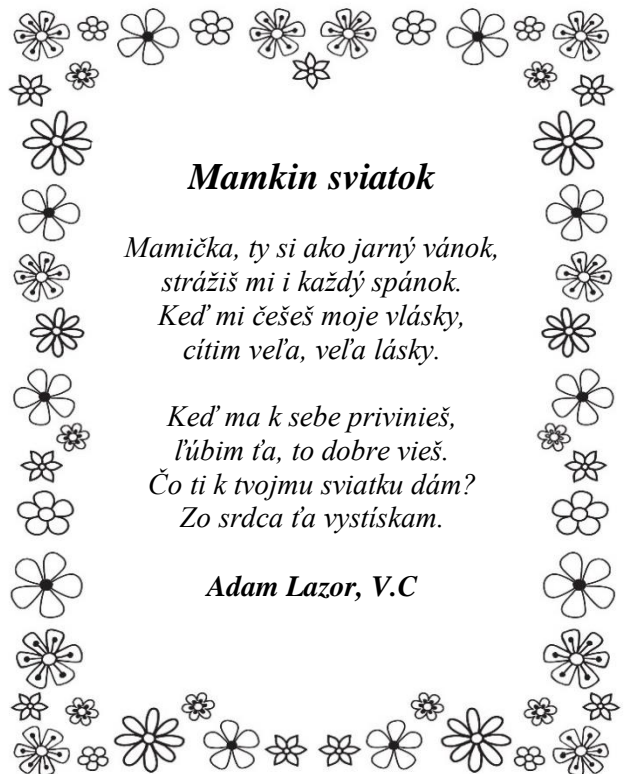 Mamkin sviatok
Mamička, ty si ako jarný vánok,
strážiš mi i každý spánok.
Keď mi češeš moje vlásky,
cítim veľa, veľa lásky.
Keď ma k sebe privinieš,
ľúbim ťa, to dobre vieš.
Čo ti k tvojmu sviatku dám?
Zo srdca ťa vystískam.
Adam Lazor, V.C